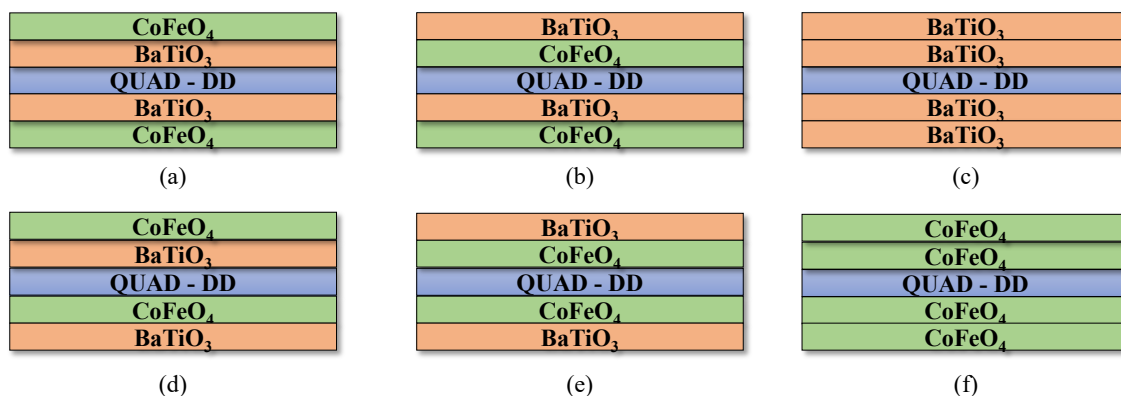 CoFeO₄
BaTiO₃
QUAD - DD
BaTiO₃
CoFeO₄
(a)
BaTiO₃
CoFeO₄
QUAD - DD
BaTiO₃
CoFeO₄
(b)
BaTiO₃
BaTiO₃
QUAD - DD
BaTiO₃
BaTiO₃
(c)
CoFeO₄
BaTiO₃
QUAD - DD
CoFeO₄
BaTiO₃
(d)
BaTiO₃
CoFeO₄
QUAD - DD
CoFeO₄
BaTiO₃
(e)
CoFeO₄
CoFeO₄
QUAD - DD
CoFeO₄
CoFeO₄
(f)